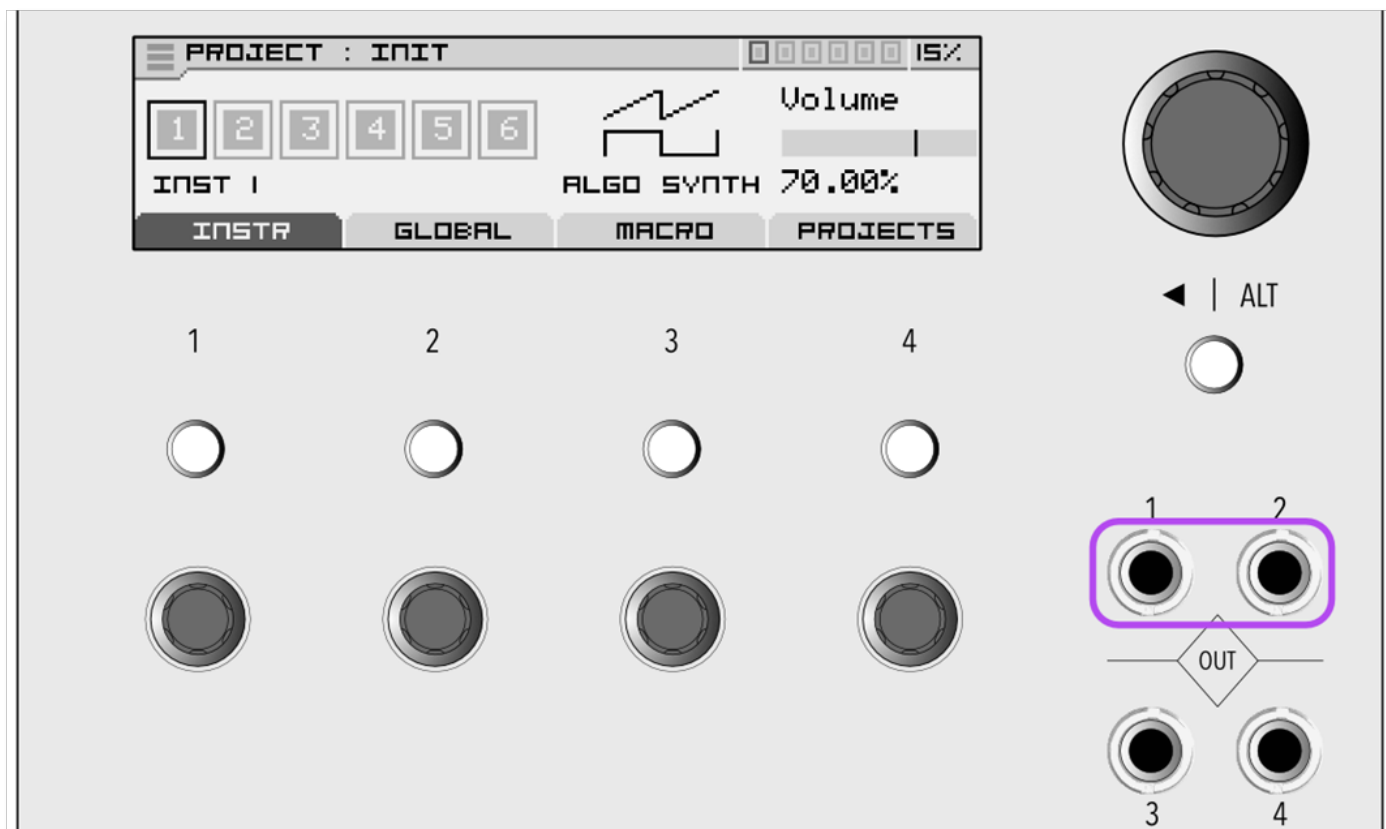 PROJECT : INIT 15%
Volume
1 2 3 4 5 6
INST 1 ALGO SYNTH 70.00%
INSTR GLOBAL MACRO PROJECTS
◀ | ALT
1 2 3 4
1 2
OUT
3 4